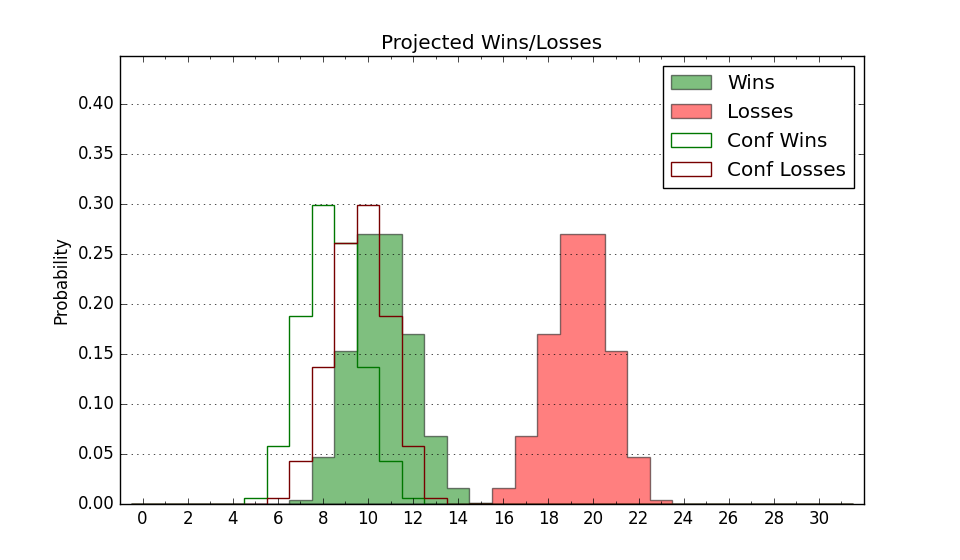 Projected Wins/Losses
Wins
Losses
Conf Wins
Conf Losses
Probability
0.40
0.35
0.30
0.25
0.20
0.15
0.10
0.05
0.00
0 2 4 6 8 10 12 14 16 18 20 22 24 26 28 30